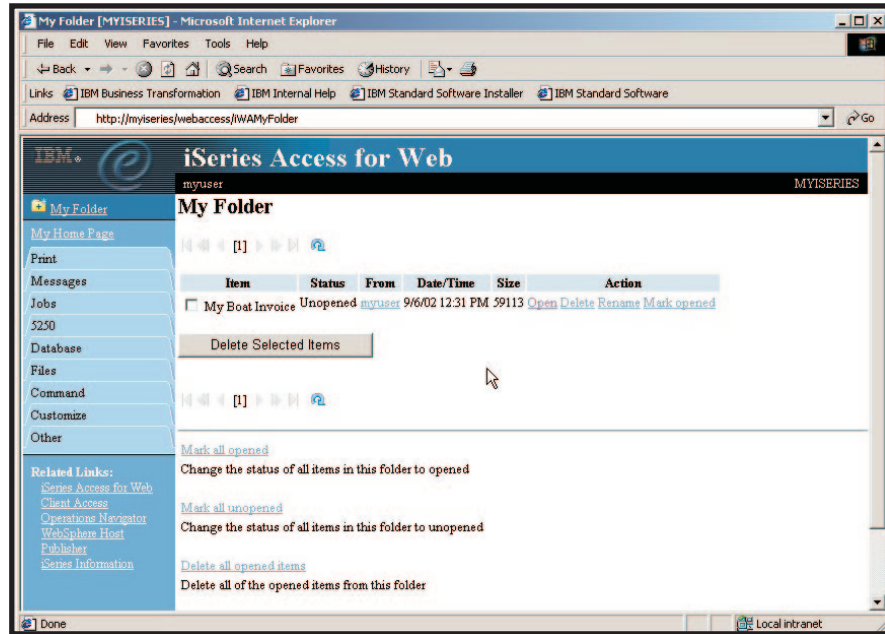 My Folder [MYISERIES] - Microsoft Internet Explorer
File Edit View Favorites Tools Help
Back Search Favorites History
Links IBM Business Transformation IBM Internal Help IBM Standard Software Installer IBM Standard Software
Address http://myiseries/webaccess/iWAMyFolder Go
IBM e iSeries Access for Web
myuser MYISERIES
My Folder
My Folder
My Home Page
[1]
Print
Messages
Jobs
5250
Database
Files
Command
Customize
Other
Item Status From Date/Time Size Action
My Boat Invoice Unopened myuser 9/6/02 12:31 PM 59113 Open Delete Rename Mark opened
Delete Selected Items
[1]
Mark all opened
Change the status of all items in this folder to opened
Mark all unopened
Change the status of all items in this folder to unopened
Delete all opened items
Delete all of the opened items from this folder
Related Links:
iSeries Access for Web
Client Access
Operations Navigator
WebSphere Host
Publisher
iSeries Information
Done Local intranet